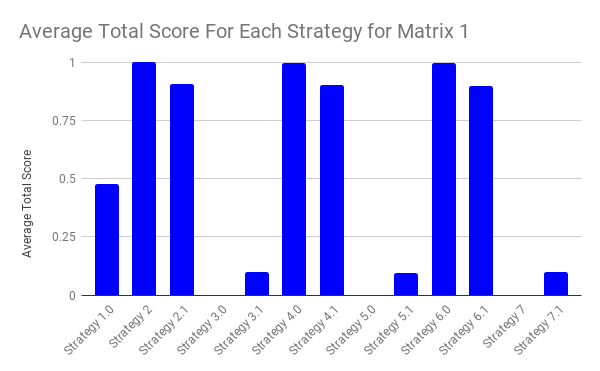 Average Total Score For Each Strategy for Matrix 1
Average Total Score
1
0.75
0.5
0.25
0
Strategy 1.0
Strategy 2
Strategy 2.1
Strategy 3.0
Strategy 3.1
Strategy 4.0
Strategy 4.1
Strategy 5.0
Strategy 5.1
Strategy 6.0
Strategy 6.1
Strategy 7
Strategy 7.1